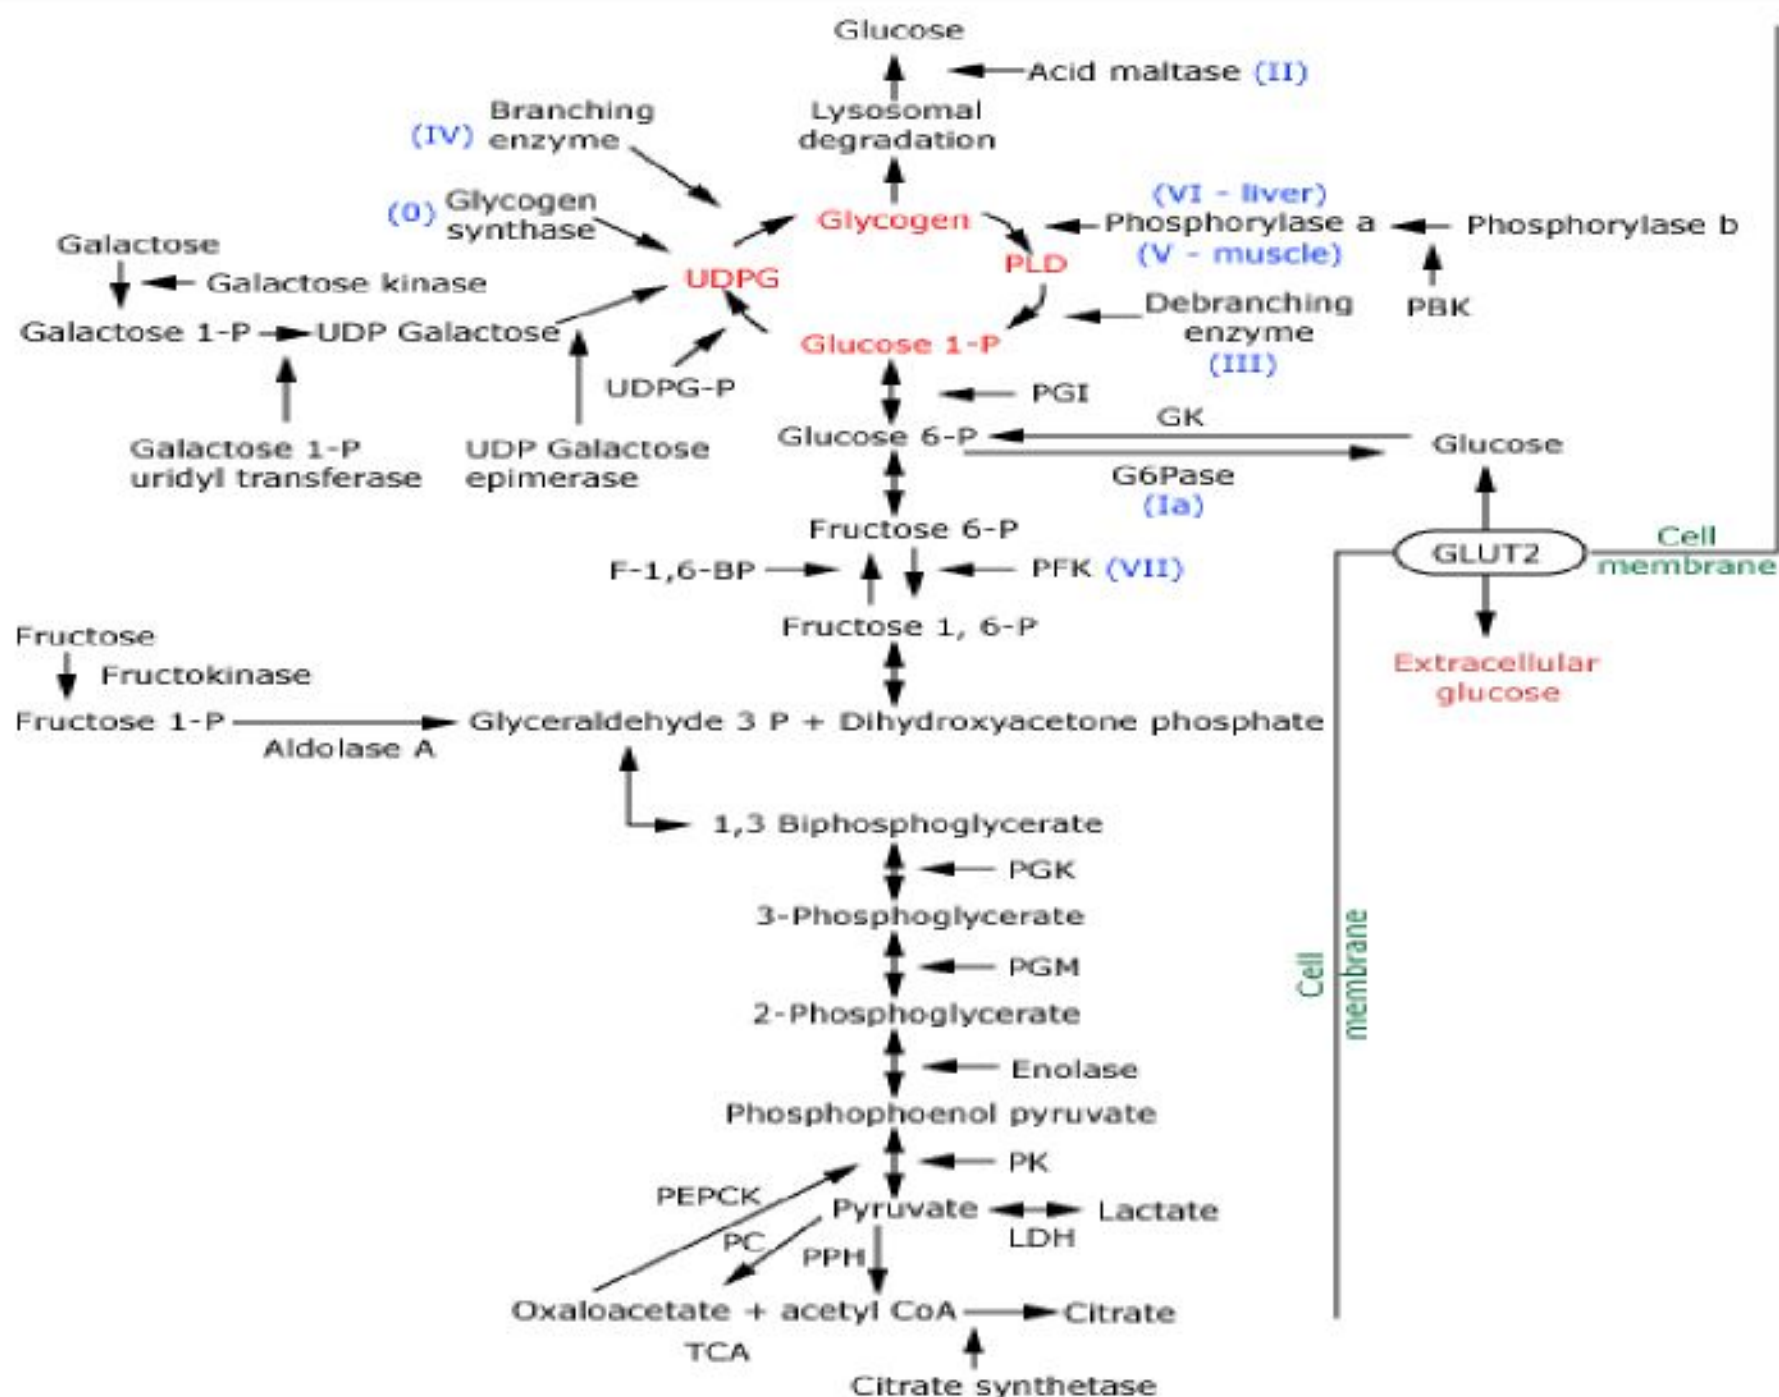 Glucose
Acid maltase (II)
Branching
(IV) enzyme
Lysosomal
degradation
(VI - liver)
(0) Glycogen
synthase
Glycogen
Phosphorylase a
Phosphorylase b
(V - muscle)
Galactose
PLD
UDPG
Galactose kinase
Debranching
enzyme
(III)
PBK
Galactose 1-P
UDP Galactose
Glucose 1-P
UDPG-P
PGI
GK
Glucose 6-P
Glucose
Galactose 1-P
uridyl transferase
UDP Galactose
epimerase
G6Pase
(Ia)
Fructose 6-P
GLUT2
Cell
membrane
F-1,6-BP
PFK (VII)
Fructose 1, 6-P
Fructose
Fructokinase
Extracellular
glucose
Fructose 1-P
Aldolase A
Glyceraldehyde 3 P + Dihydroxyacetone phosphate
1,3 Biphosphoglycerate
PGK
3-Phosphoglycerate
Cell
membrane
PGM
2-Phosphoglycerate
Enolase
Phosphophoenol pyruvate
PK
PEPCK
Pyruvate
Lactate
LDH
PC
PPH
Oxaloacetate + acetyl CoA
Citrate
TCA
Citrate synthetase